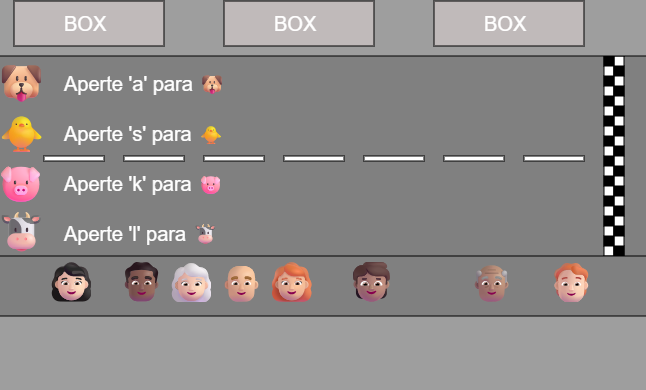 BOX BOX BOX
Aperte 'a' para 🐶
Aperte 's' para 🐥
Aperte 'k' para 🐷
Aperte 'l' para 🐮